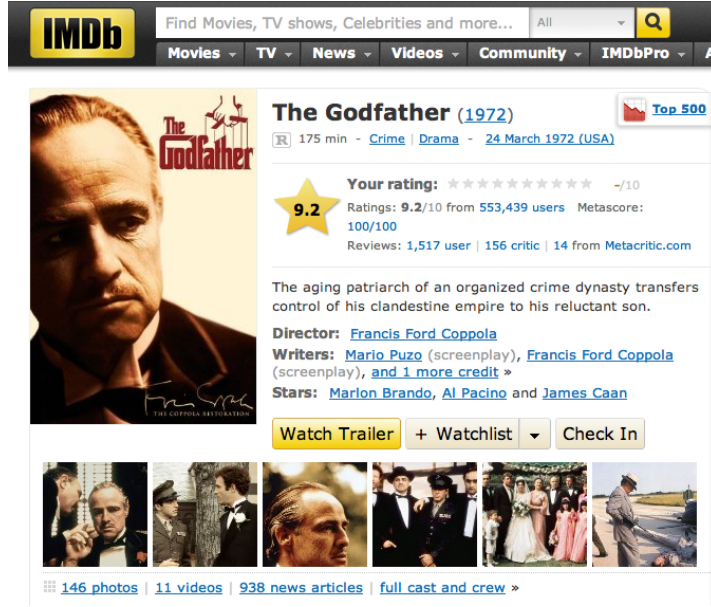 IMDb
Find Movies, TV shows, Celebrities and more...
All
Movies TV News Videos Community IMDbPro
The Godfather
The Godfather (1972)
Top 500
R 175 min - Crime | Drama - 24 March 1972 (USA)
9.2
Your rating: -/10
Ratings: 9.2/10 from 553,439 users Metascore:
100/100
Reviews: 1,517 user | 156 critic | 14 from Metacritic.com
The aging patriarch of an organized crime dynasty transfers
control of his clandestine empire to his reluctant son.
Director: Francis Ford Coppola
Writers: Mario Puzo (screenplay), Francis Ford Coppola
(screenplay), and 1 more credit »
Stars: Marlon Brando, Al Pacino and James Caan
THE COPPOLA RESTORATION
Watch Trailer + Watchlist Check In
146 photos | 11 videos | 938 news articles | full cast and crew »